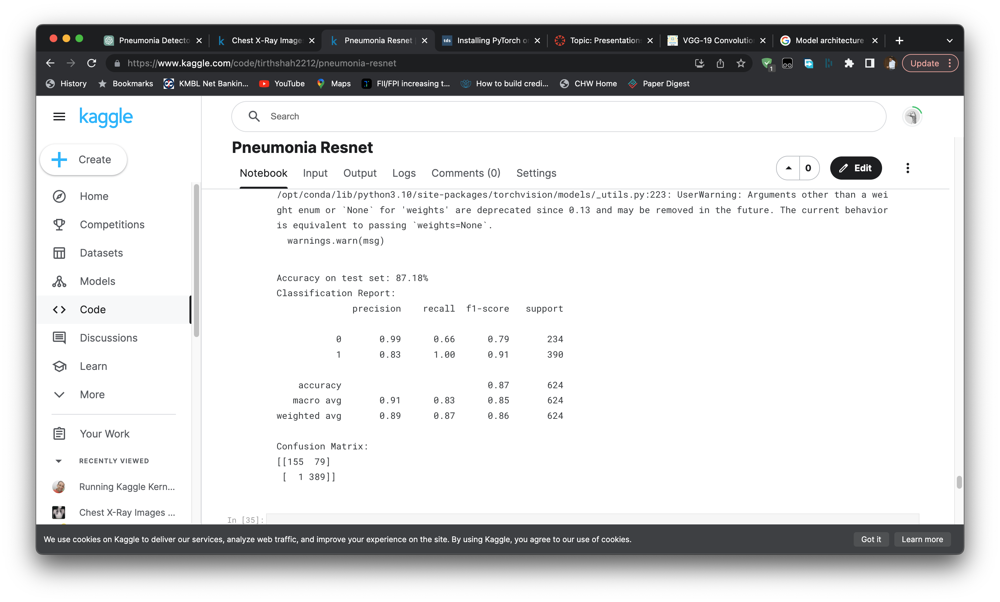 Pneumonia Detecto
Chest X-Ray Image
Pneumonia Resnet
tds Installing PyTorch o
Topic: Presentation
VGG-19 Convolutio
Model architecture
https://www.kaggle.com/code/tirthshah2212/pneumonia-resnet
1
Update
History
Bookmarks
KMBL Net Bankin...
YouTube
Maps
FII/FPI increasing t...
How to build credi...
CHW Home
Paper Digest
kaggle
Search
Create
Home
Competitions
Datasets
Models
Code
Discussions
Learn
More
Your Work
RECENTLY VIEWED
Running Kaggle Kern...
Chest X-Ray Images ...
Pneumonia Resnet
Notebook Input Output Logs Comments (0) Settings
0
Edit
/opt/conda/lib/python3.10/site-packages/torchvision/models/_utils.py:223: UserWarning: Arguments other than a wei
ght enum or `None` for 'weights' are deprecated since 0.13 and may be removed in the future. The current behavior
is equivalent to passing `weights=None`.
warnings.warn(msg)
Accuracy on test set: 87.18%
Classification Report:
precision recall f1-score support
0 0.99 0.66 0.79 234
1 0.83 1.00 0.91 390
accuracy 0.87 624
macro avg 0.91 0.83 0.85 624
weighted avg 0.89 0.87 0.86 624
Confusion Matrix:
[[155 79]
[ 1 389]]
In [35]:
We use cookies on Kaggle to deliver our services, analyze web traffic, and improve your experience on the site. By using Kaggle, you agree to our use of cookies.
Got it
Learn more